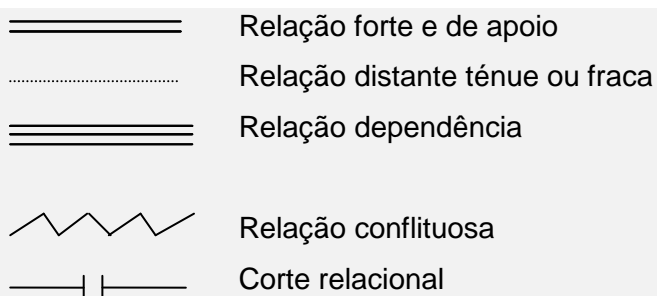 Relação forte e de apoio
Relação distante ténue ou fraca
Relação dependência
Relação conflituosa
Corte relacional